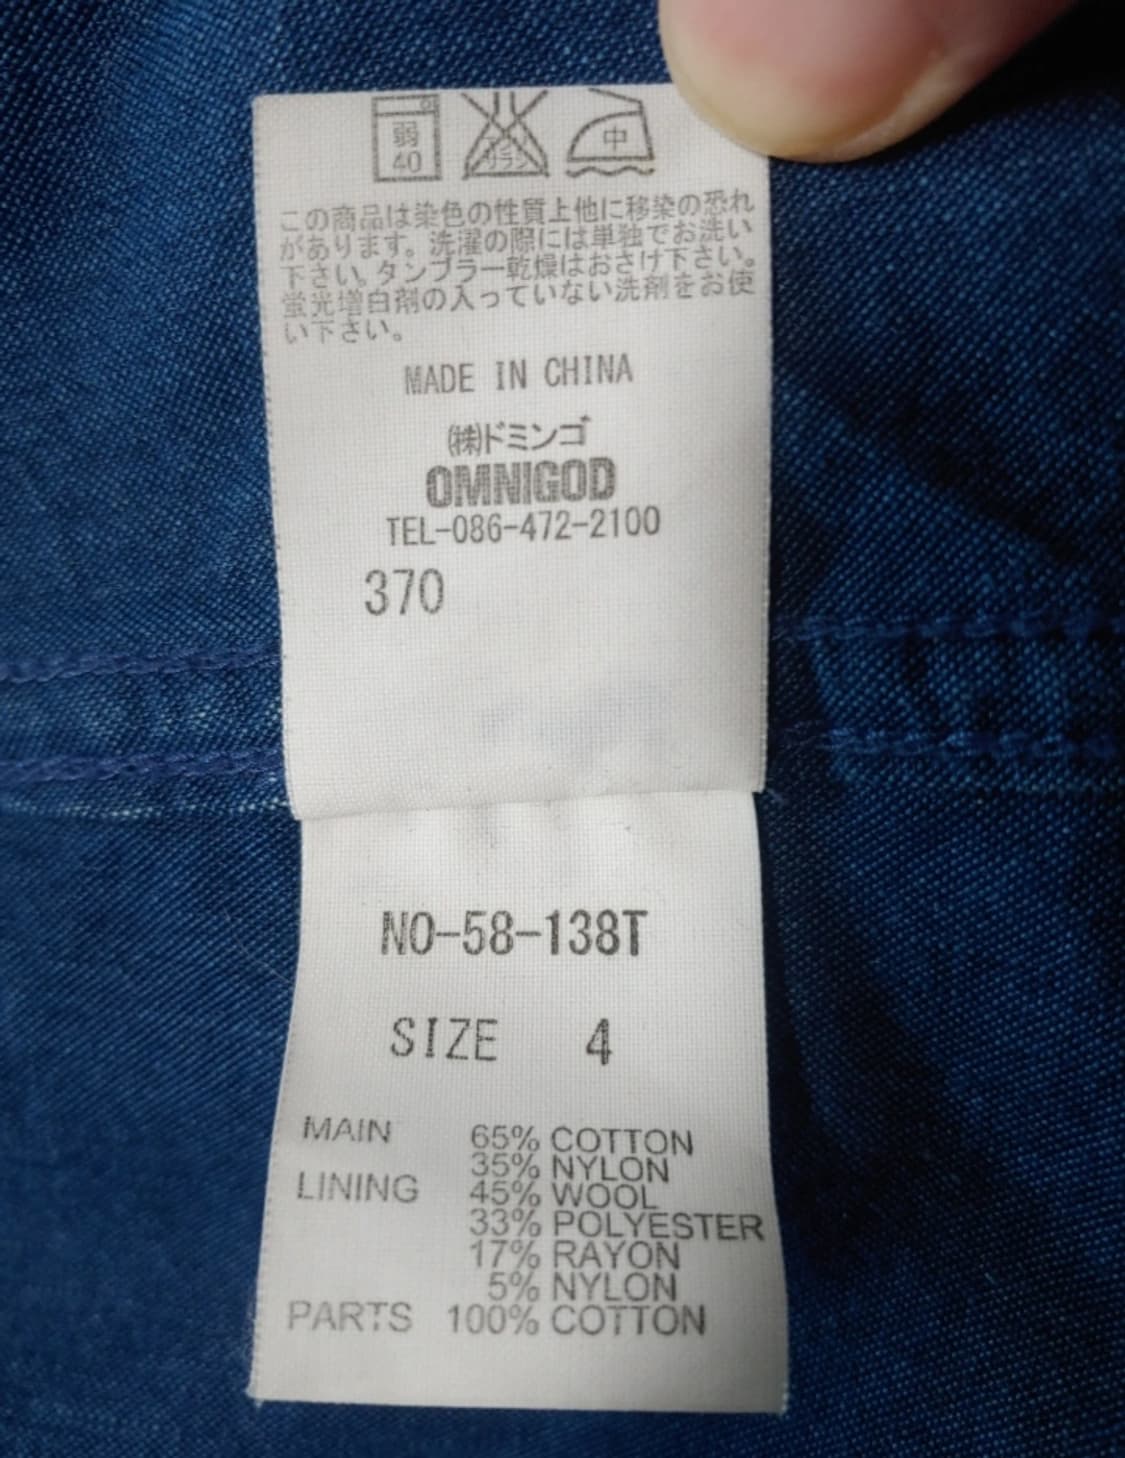 弱 エンソサラシ 中
40
この商品は染色の性質上他に移染の恐れ
があります。洗濯の際には単独でお洗い
下さい。タンブラー乾燥はおさけ下さい。
蛍光増白剤の入っていない洗剤をお使
い下さい。
MADE IN CHINA
(株)ドミンゴ
OMNIGOD
TEL-086-472-2100
370
NO-58-138T
SIZE 4
MAIN 65% COTTON
35% NYLON
LINING 45% WOOL
33% POLYESTER
17% RAYON
5% NYLON
PARTS 100% COTTON